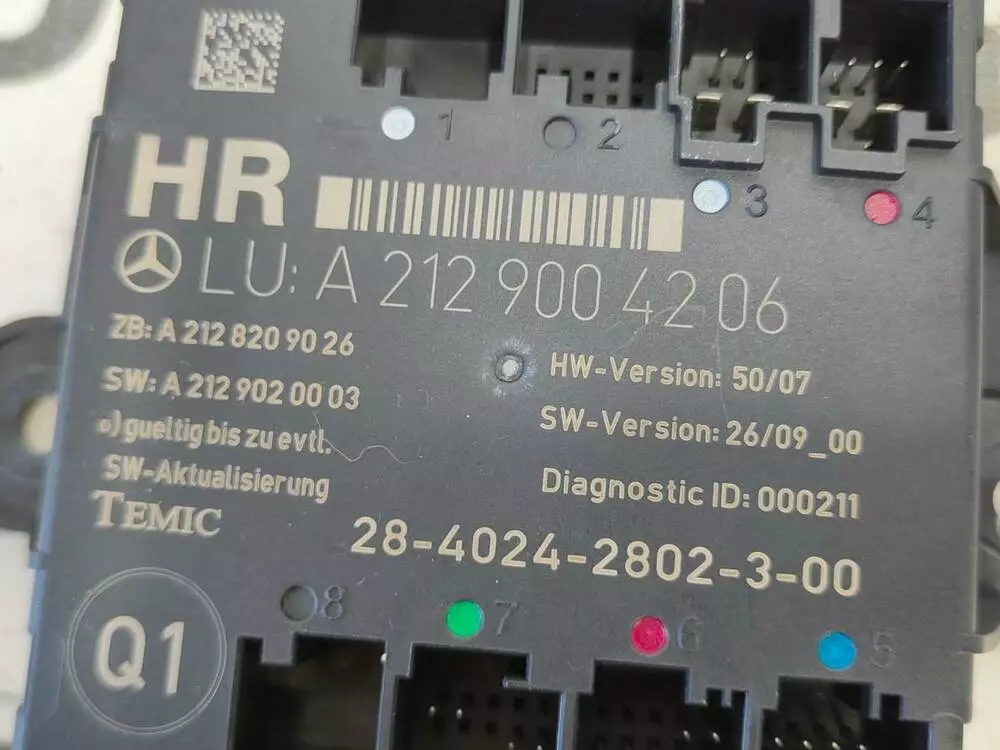 1 2
3 4
HR
LU: A 212 900 42 06
ZB: A 212 820 90 26
HW-Version: 50/07
SW: A 212 902 00 03
SW-Version: 26/09_00
gueltig bis zu evtl.
SW-Aktualisierung
Diagnostic ID: 000211
TEMIC
28-4024-2802-3-00
8 7 6 5
Q1